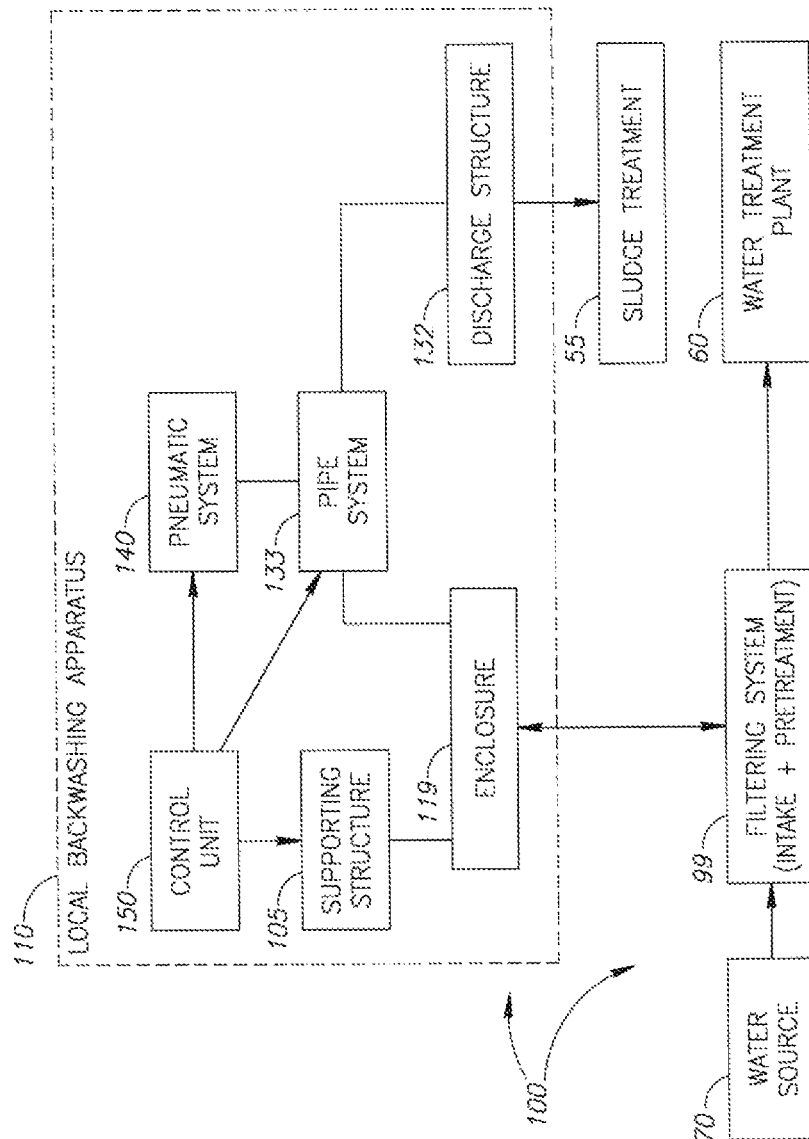 110
LOCAL BACKWASHING APPARATUS
150
CONTROL
UNIT
140
PNEUMATIC
SYSTEM
105
SUPPORTING
STRUCTURE
133
PIPE
SYSTEM
119
ENCLOSURE
132
DISCHARGE STRUCTURE
100
55
SLUDGE TREATMENT
70
WATER
SOURCE
99
FILTERING SYSTEM
(INTAKE + PRETREATMENT)
60
WATER TREATMENT
PLANT